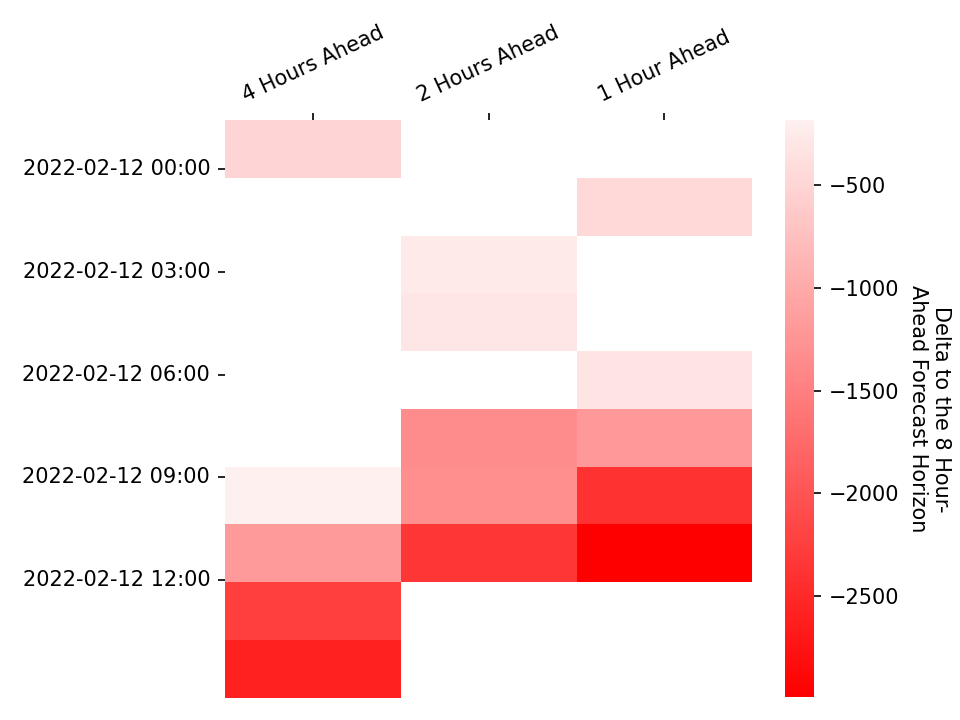 4 Hours Ahead
2 Hours Ahead
1 Hour Ahead
2022-02-12 00:00
2022-02-12 03:00
2022-02-12 06:00
2022-02-12 09:00
2022-02-12 12:00
−500
−1000
−1500
−2000
−2500
Delta to the 8 Hour-
Ahead Forecast Horizon